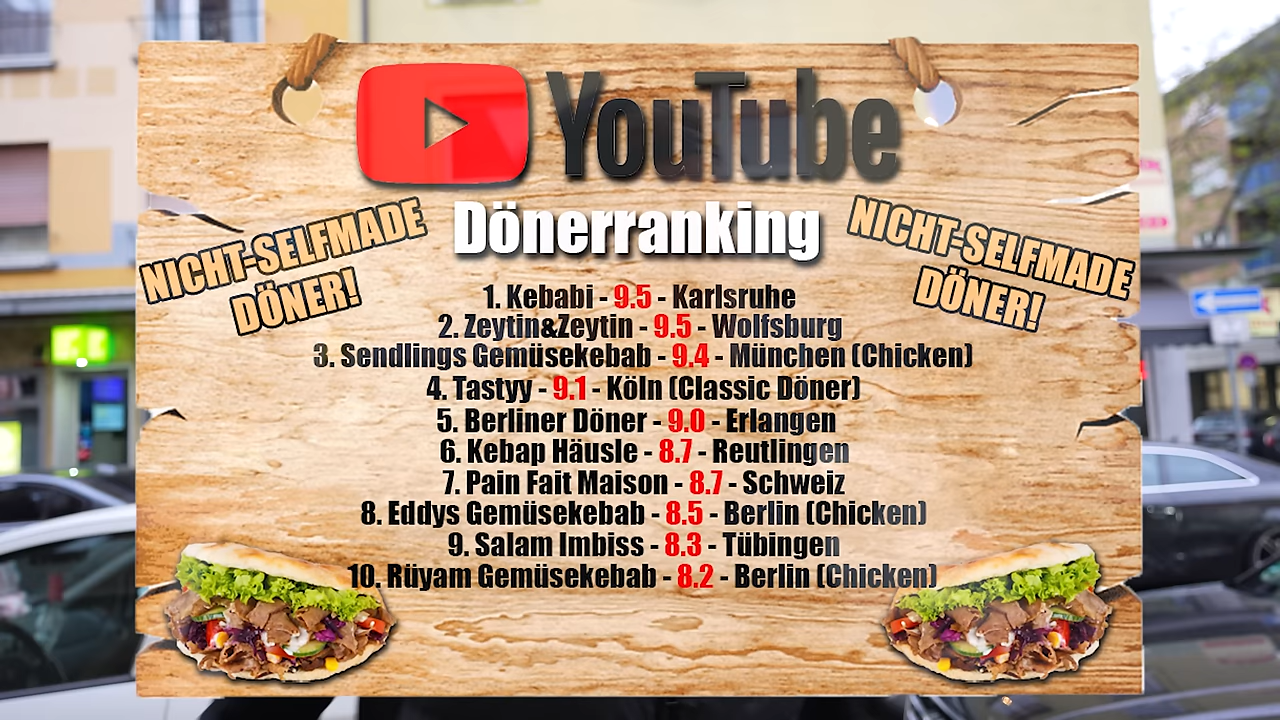 YouTube
Dönerranking
NICHT-SELFMADE
DÖNER!
NICHT-SELFMADE
DÖNER!
1. Kebabi - 9.5 - Karlsruhe
2. Zeytin&Zeytin - 9.5 - Wolfsburg
3. Sendlings Gemüsekebab - 9.4 - München (Chicken)
4. Tastyy - 9.1 - Köln (Classic Döner)
5. Berliner Döner - 9.0 - Erlangen
6. Kebap Häusle - 8.7 - Reutlingen
7. Pain Fait Maison - 8.7 - Schweiz
8. Eddys Gemüsekebab - 8.5 - Berlin (Chicken)
9. Salam Imbiss - 8.3 - Tübingen
10. Rüyam Gemüsekebab - 8.2 - Berlin (Chicken)